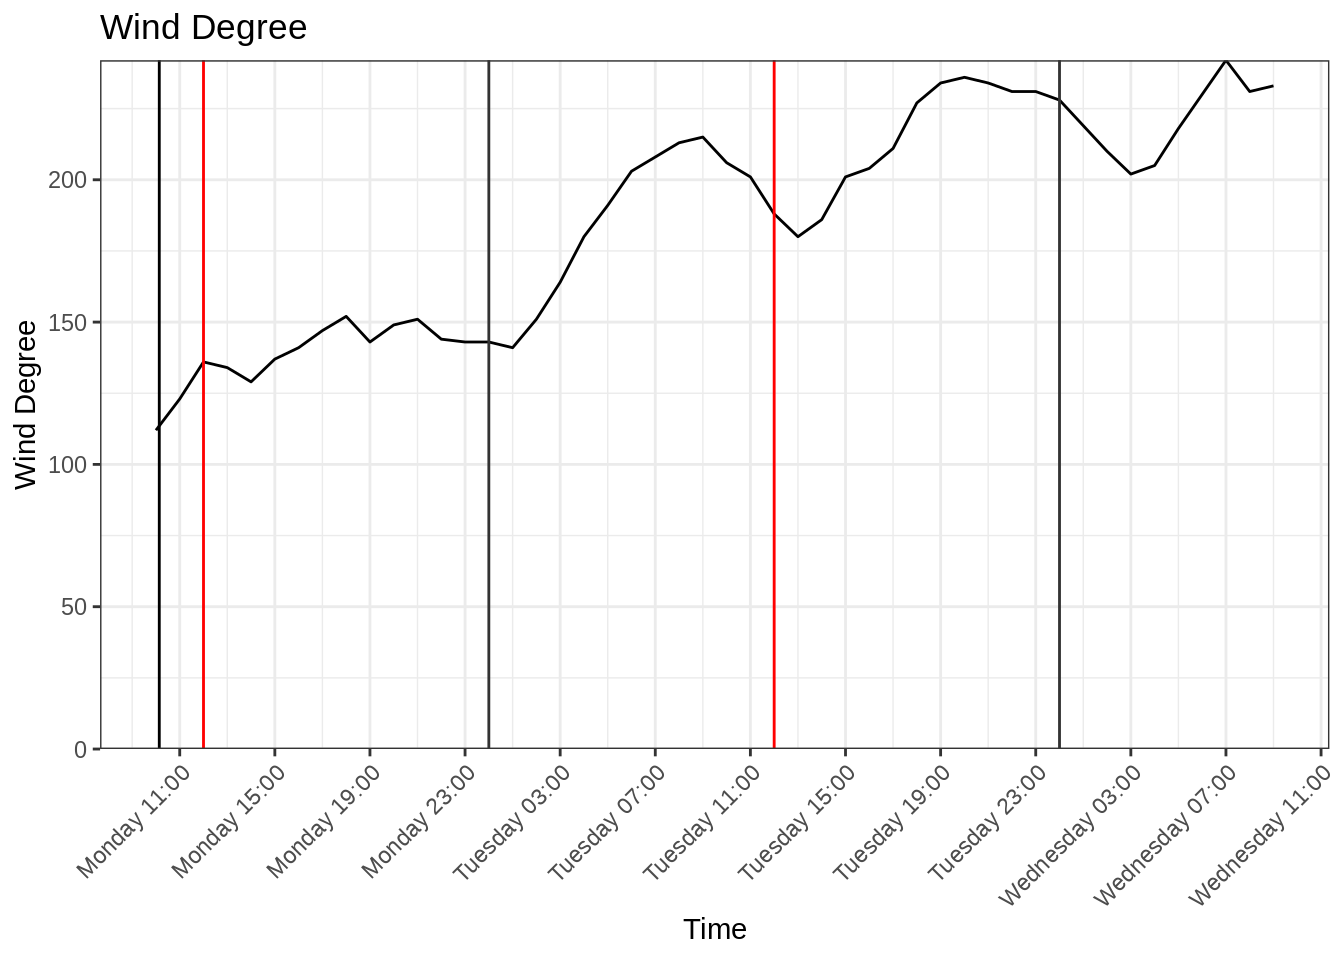 Wind Degree
Wind Degree
200
150
100
50
0
Monday 11:00
Monday 15:00
Monday 19:00
Monday 23:00
Tuesday 03:00
Tuesday 07:00
Tuesday 11:00
Tuesday 15:00
Tuesday 19:00
Tuesday 23:00
Wednesday 03:00
Wednesday 07:00
Wednesday 11:00
Time